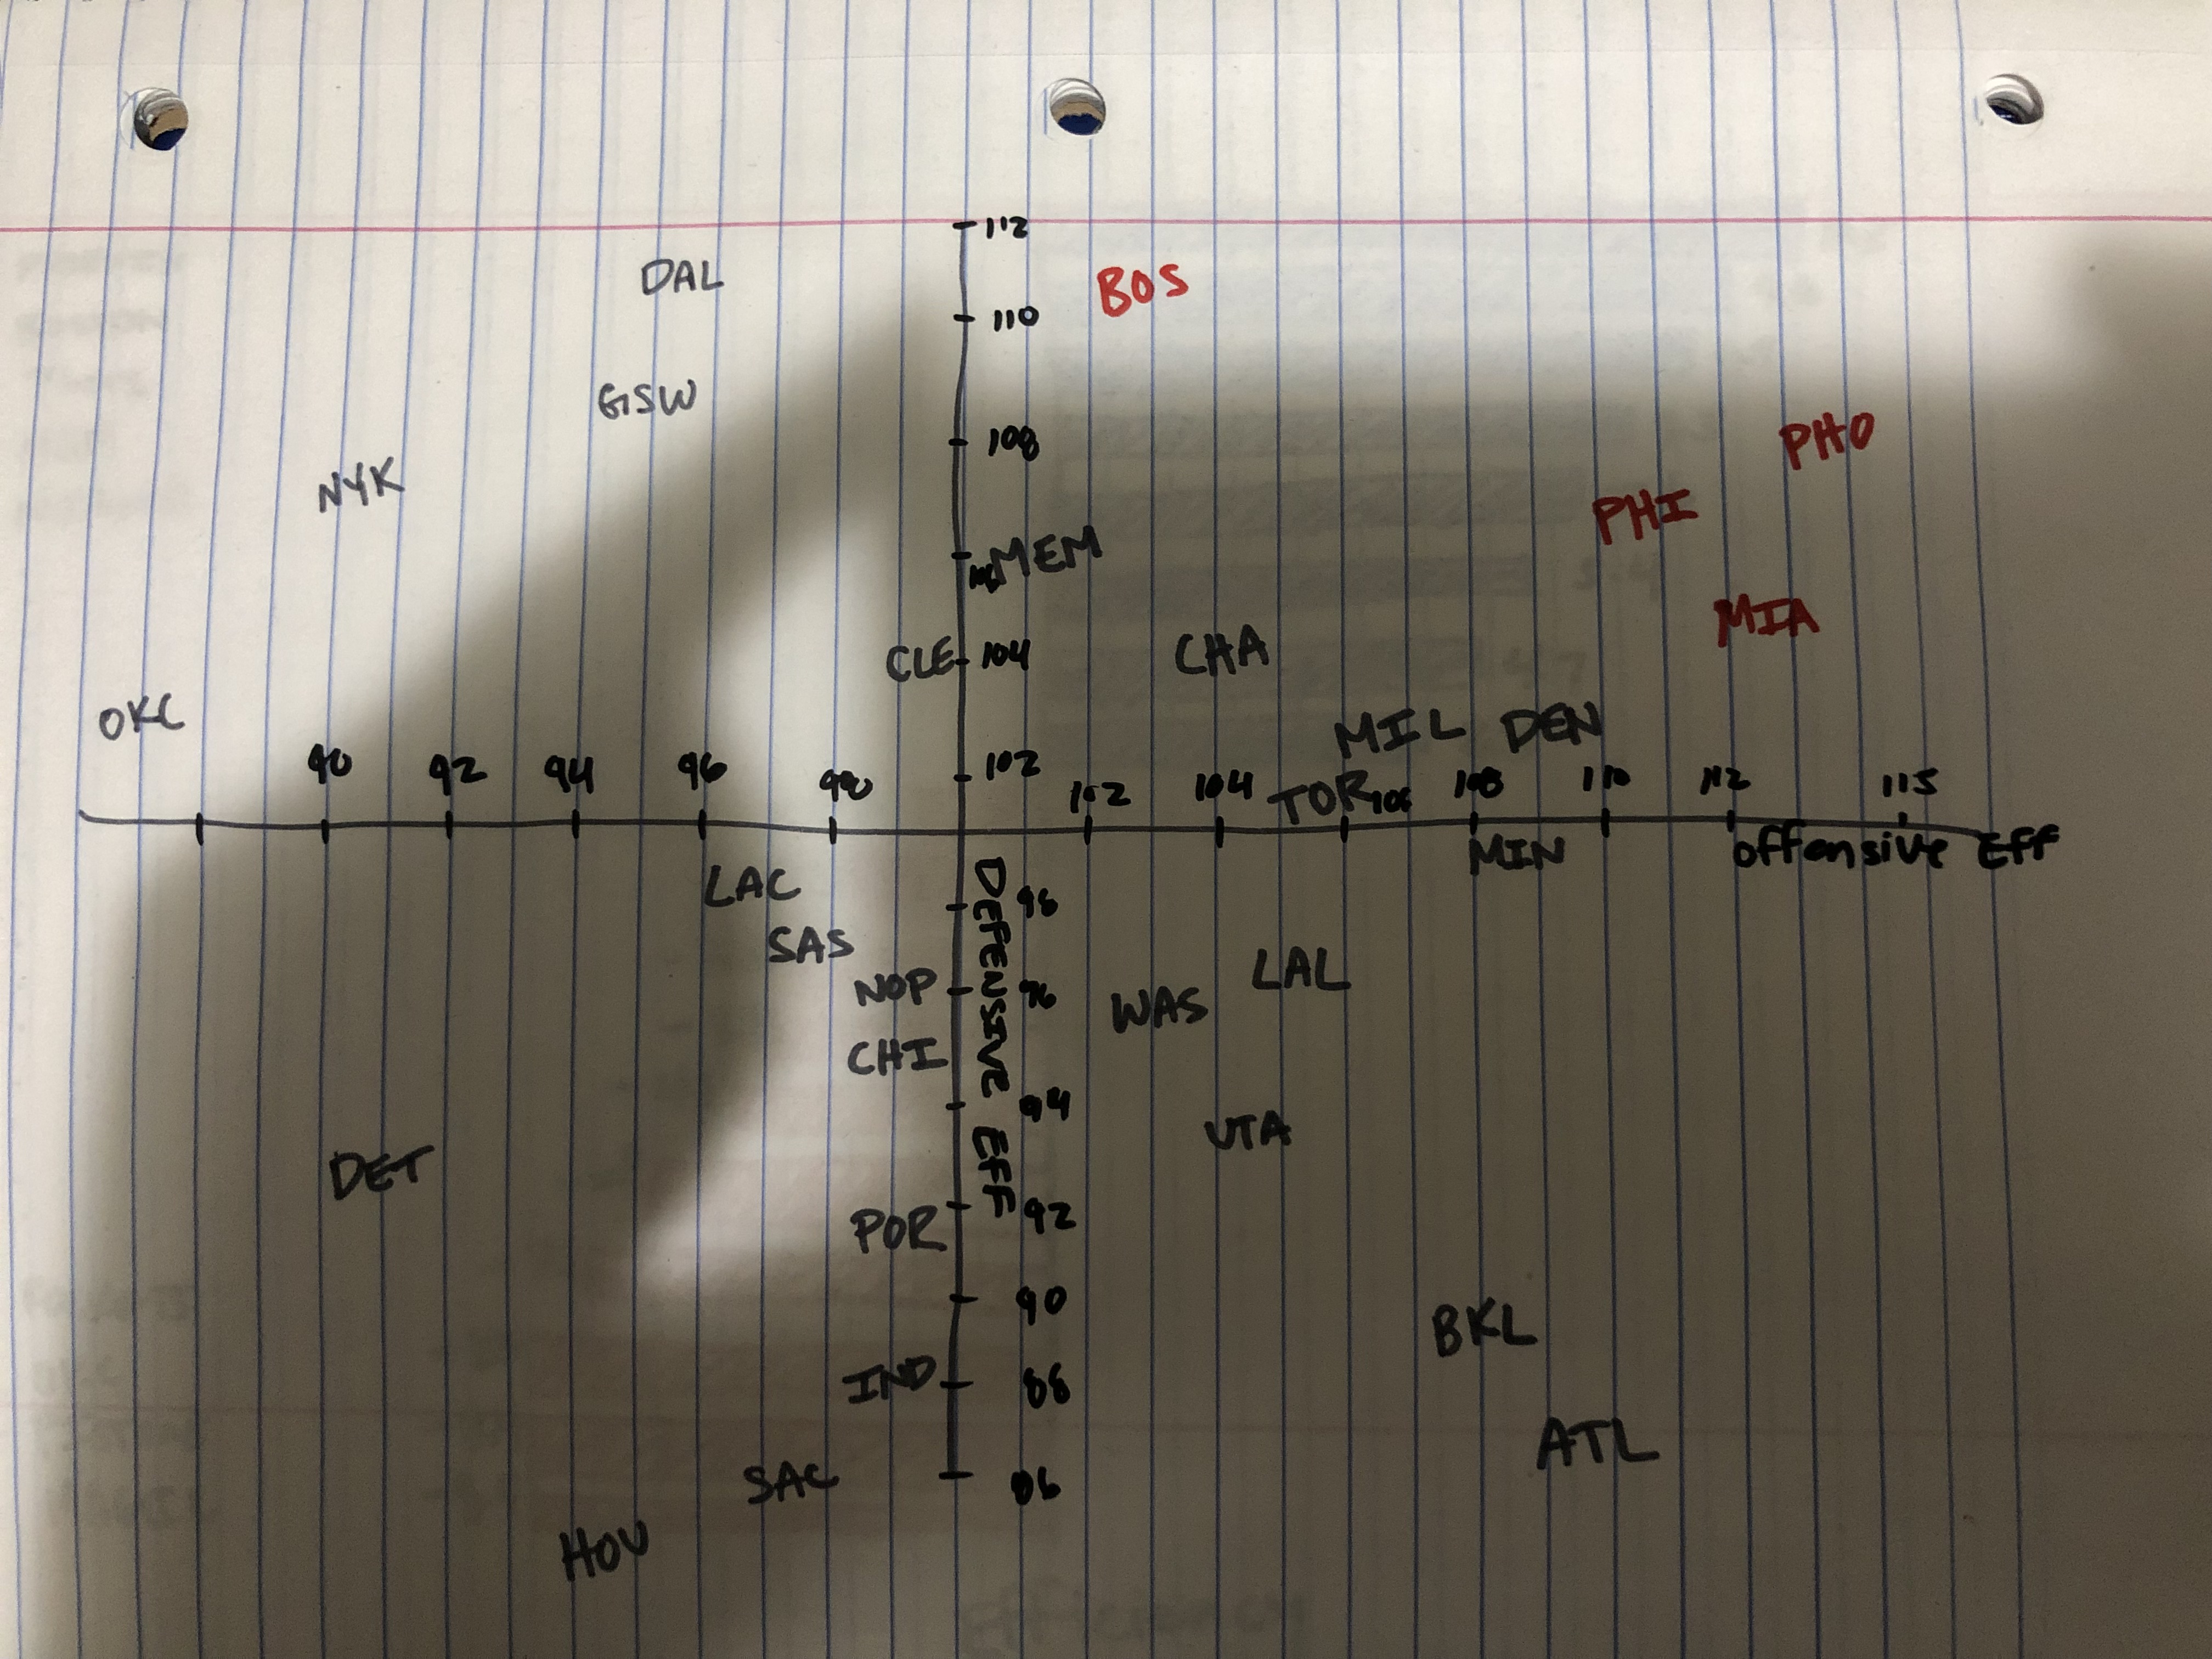 112
DAL
BOS
110
GSW
108
PHO
NYK
PHI
MEM
106
CLE
104
CHA
MIA
OKC
MIL
DEN
102
90
92
94
96
98
102
104
TOR
106
108
110
112
115
MIN
offensive Eff
LAC
DEFENSIVE EFF
98
SAS
LAL
NOP
96
WAS
CHI
94
UTA
DET
92
POR
90
BKL
IND
88
ATL
SAC
86
HOU